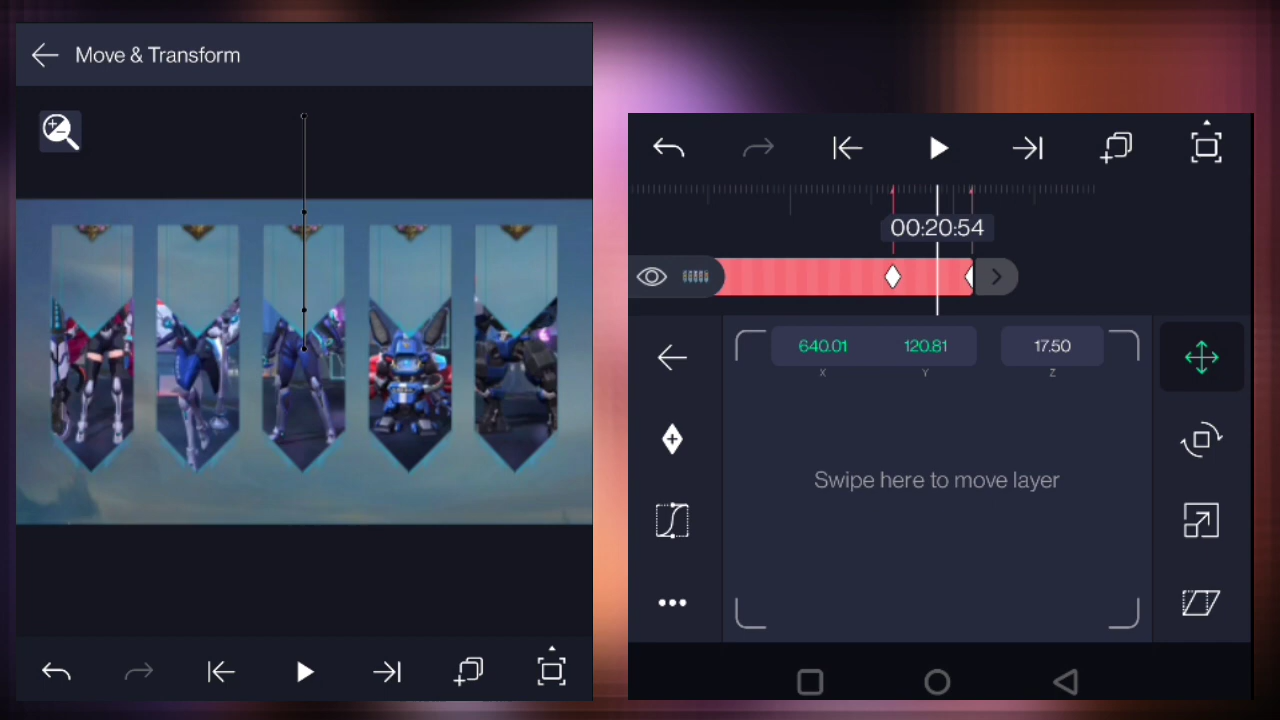 Move & Transform
00:20:54
640.01 120.81 17.50
X Y Z
Swipe here to move layer